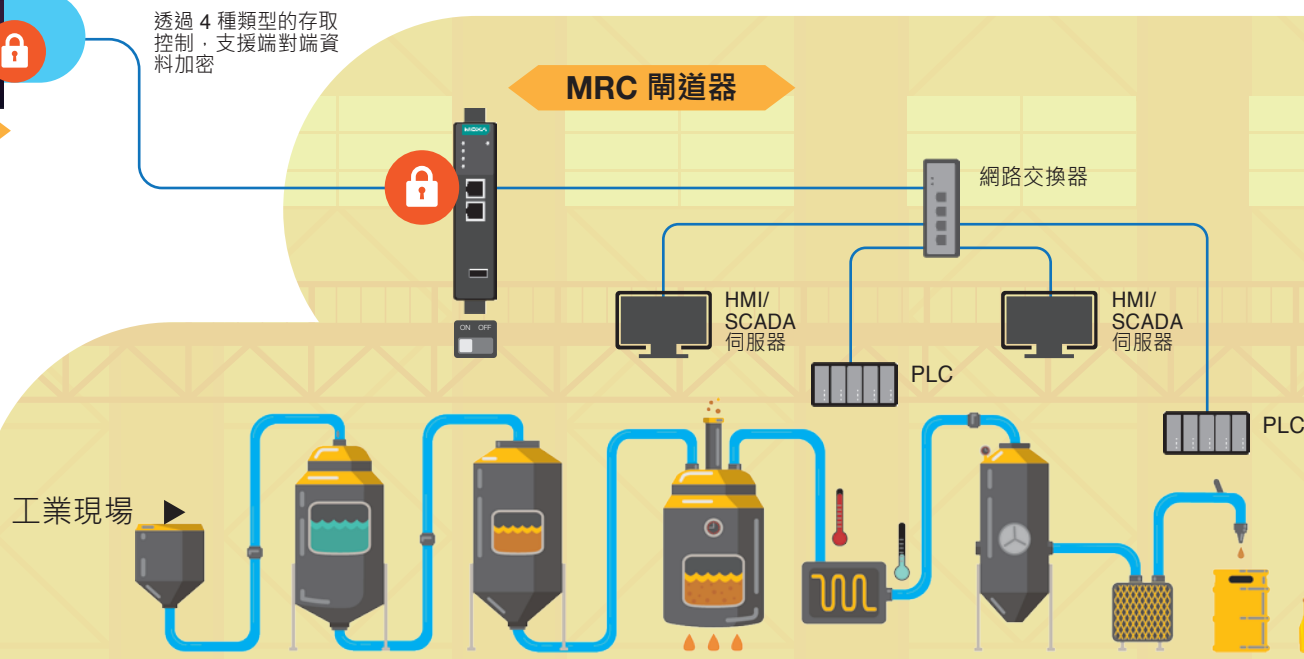 透過 4 種類型的存取
控制，支援端對端資
料加密
MRC 閘道器
MOXA
網路交換器
HMI/
SCADA
伺服器
HMI/
SCADA
伺服器
ON OFF
PLC
PLC
工業現場